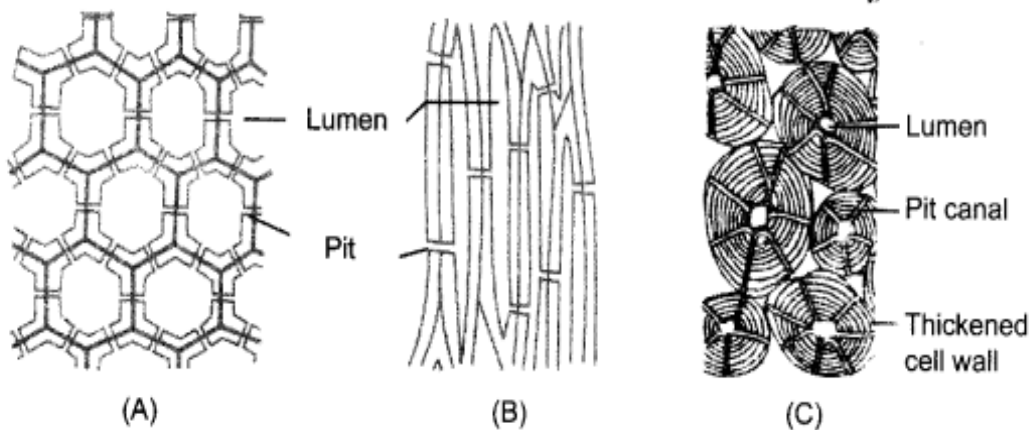 Lumen
Pit
Lumen
Pit canal
Thickened
cell wall
(A)
(B)
(C)